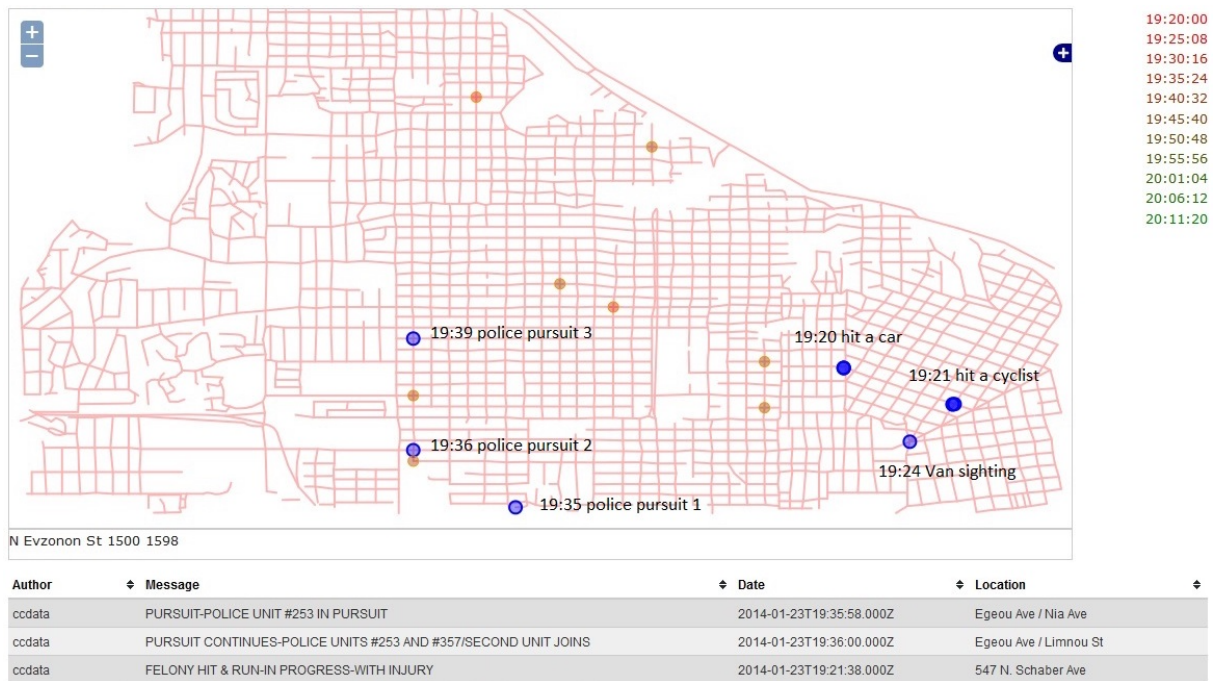 19:20:00
19:25:08
19:30:16
19:35:24
19:40:32
19:45:40
19:50:48
19:55:56
20:01:04
20:06:12
20:11:20
19:39 police pursuit 3
19:20 hit a car
19:21 hit a cyclist
19:36 police pursuit 2
19:24 Van sighting
19:35 police pursuit 1
N Evzonon St 1500 1598
Author Message Date Location
ccdata PURSUIT-POLICE UNIT #253 IN PURSUIT 2014-01-23T19:35:58.000Z Egeou Ave / Nia Ave
ccdata PURSUIT CONTINUES-POLICE UNITS #253 AND #357/SECOND UNIT JOINS 2014-01-23T19:36:00.000Z Egeou Ave / Limnou St
ccdata FELONY HIT & RUN-IN PROGRESS-WITH INJURY 2014-01-23T19:21:38.000Z 547 N. Schaber Ave